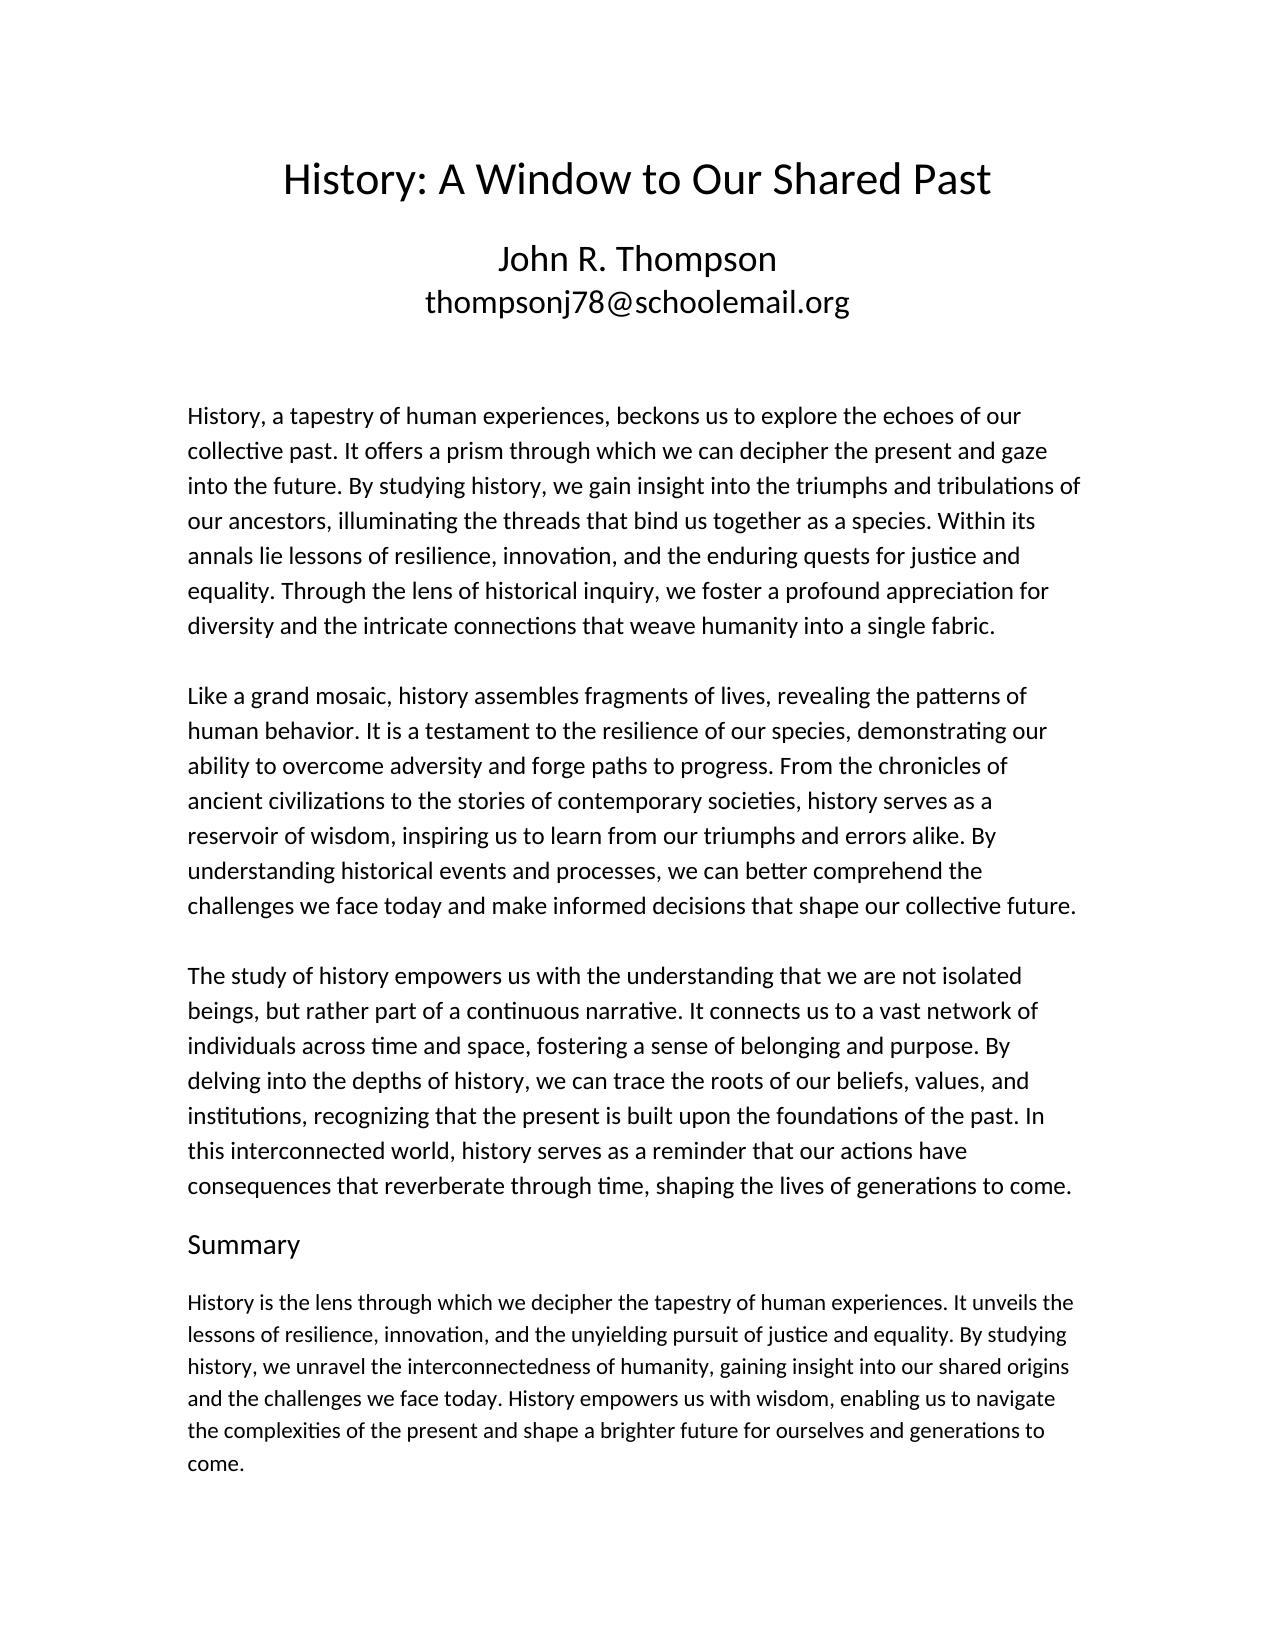 History: A Window to Our Shared Past
John R. Thompson
thompsonj78@schoolemail.org
History, a tapestry of human experiences, beckons us to explore the echoes of our
collective past. It offers a prism through which we can decipher the present and gaze
into the future. By studying history, we gain insight into the triumphs and tribulations of
our ancestors, illuminating the threads that bind us together as a species. Within its
annals lie lessons of resilience, innovation, and the enduring quests for justice and
equality. Through the lens of historical inquiry, we foster a profound appreciation for
diversity and the intricate connections that weave humanity into a single fabric.
Like a grand mosaic, history assembles fragments of lives, revealing the patterns of
human behavior. It is a testament to the resilience of our species, demonstrating our
ability to overcome adversity and forge paths to progress. From the chronicles of
ancient civilizations to the stories of contemporary societies, history serves as a
reservoir of wisdom, inspiring us to learn from our triumphs and errors alike. By
understanding historical events and processes, we can better comprehend the
challenges we face today and make informed decisions that shape our collective future.
The study of history empowers us with the understanding that we are not isolated
beings, but rather part of a continuous narrative. It connects us to a vast network of
individuals across time and space, fostering a sense of belonging and purpose. By
delving into the depths of history, we can trace the roots of our beliefs, values, and
institutions, recognizing that the present is built upon the foundations of the past. In
this interconnected world, history serves as a reminder that our actions have
consequences that reverberate through time, shaping the lives of generations to come.
Summary
History is the lens through which we decipher the tapestry of human experiences. It unveils the
lessons of resilience, innovation, and the unyielding pursuit of justice and equality. By studying
history, we unravel the interconnectedness of humanity, gaining insight into our shared origins
and the challenges we face today. History empowers us with wisdom, enabling us to navigate
the complexities of the present and shape a brighter future for ourselves and generations to
come.